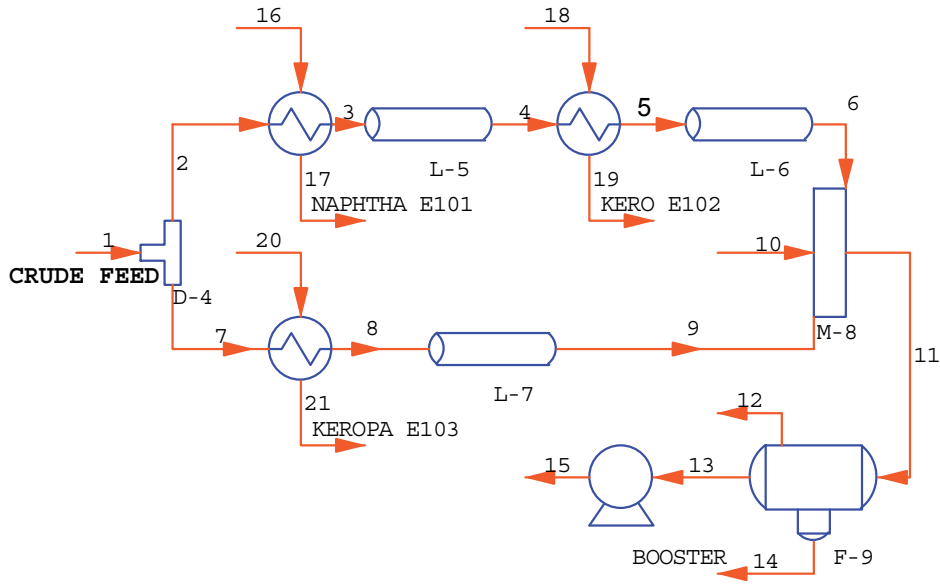 16
18
3
4
5
6
2
L-5
L-6
17
NAPHTHA E101
19
KERO E102
1
20
10
CRUDE FEED
D-4
7
8
9
M-8
11
L-7
21
KEROPA E103
12
15
13
BOOSTER
14
F-9